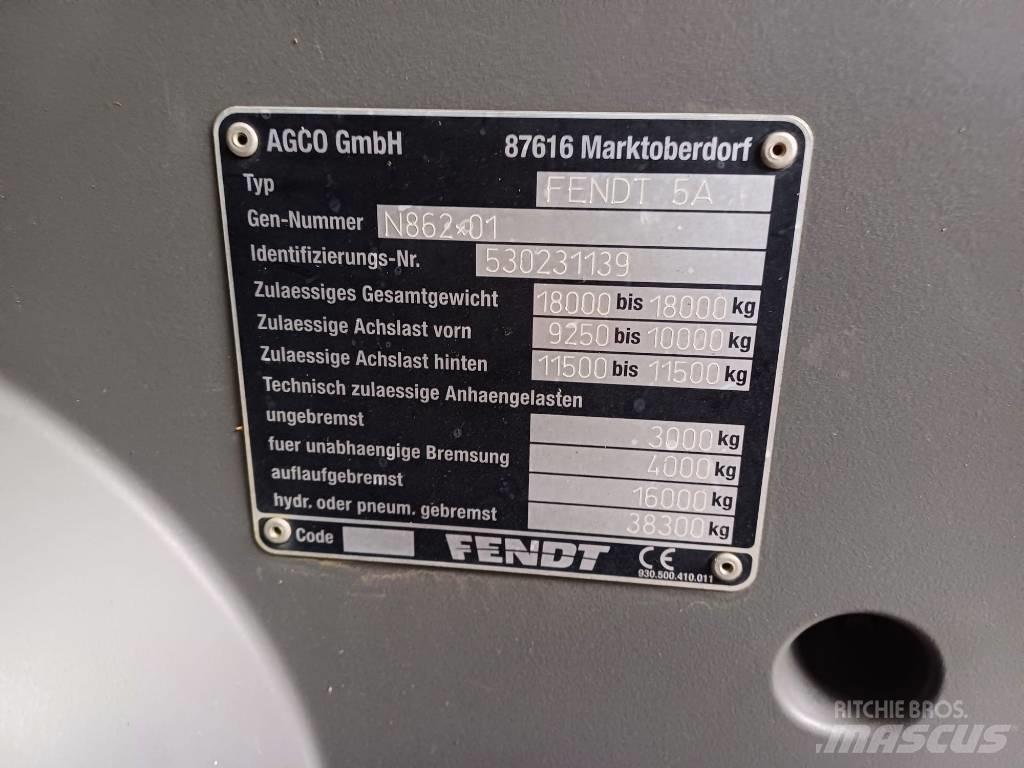 AGCO GmbH 87616 Marktoberdorf
Typ FENDT 5A
Gen-Nummer N862*01
Identifizierungs-Nr. 530231139
Zulaessiges Gesamtgewicht 18000 bis 18000 kg
Zulaessige Achslast vorn 9250 bis 10000 kg
Zulaessige Achslast hinten 11500 bis 11500 kg
Technisch zulaessige Anhaengelasten
ungebremst 3000 kg
fuer unabhaengige Bremsung 4000 kg
auflaufgebremst 16000 kg
hydr. oder pneum. gebremst 38300 kg
Code FENDT CE
930.500.410.011
RITCHIE BROS.
MASCUS